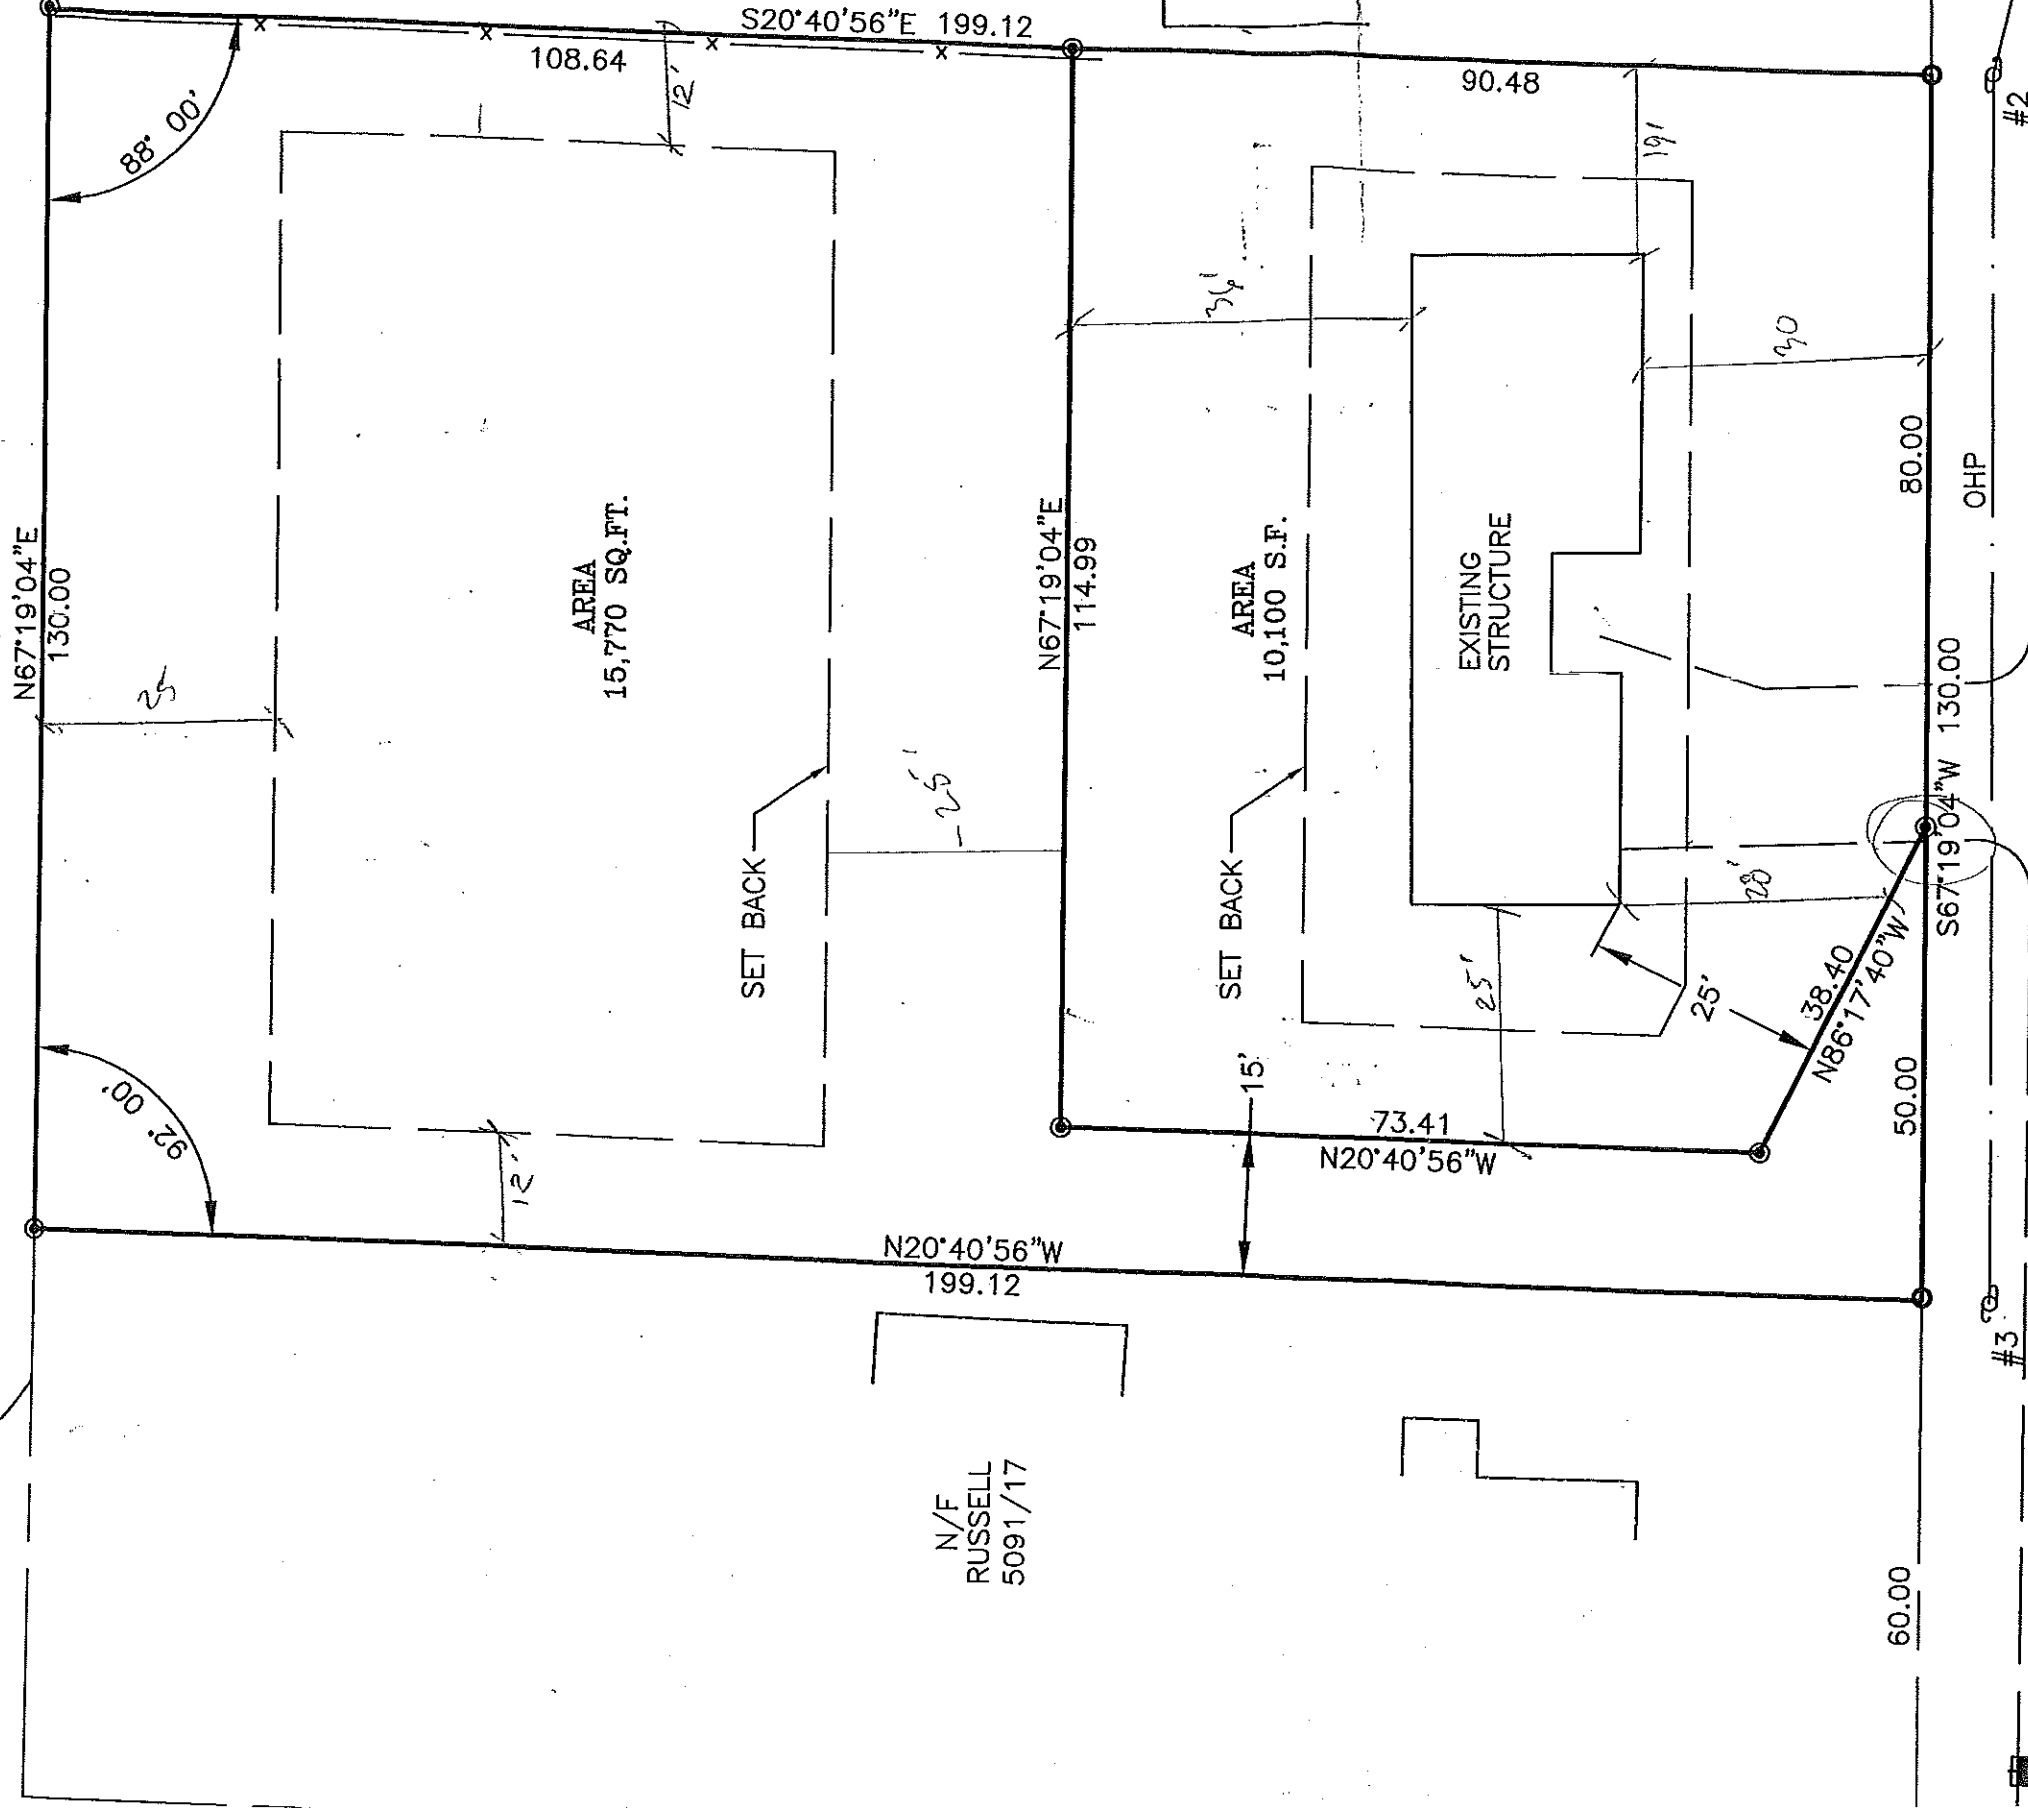 S20°40'56"E 199.12
108.64
12'
90.48
#2
88° 00'
19'
N67°19'04"E
130.00
25
AREA
15,770 SQ.FT.
SET BACK
25'
N67°19'04"E
114.99
AREA
10,100 S.F.
SET BACK
EXISTING
STRUCTURE
30
80.00
OHP
S67°19'04"W 130.00
28'
25'
25'
38.40
N86°17'40"W
50.00
15'
73.41
N20°40'56"W
92° 00'
12'
N20°40'56"W
199.12
#3
N/F
RUSSELL
5091/17
60.00